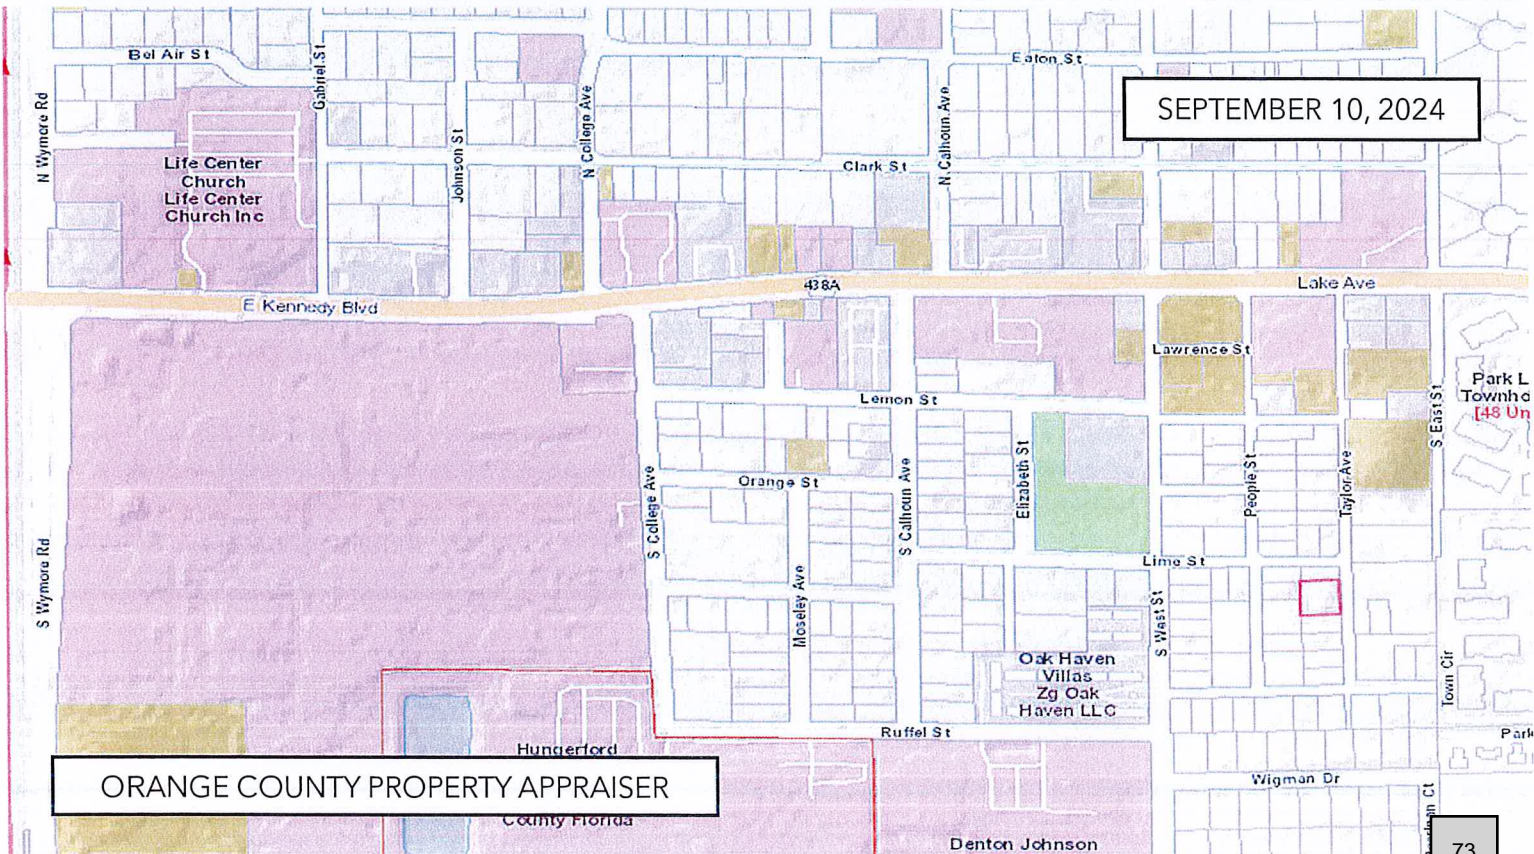 Bel Air St
Gabriel St
Eaton St
SEPTEMBER 10, 2024
N Wymore Rd
Johnson St
N College Ave
N Calhoun Ave
Clark St
Life Center
Church
Life Center
Church Inc
438A
Lake Ave
E Kennedy Blvd
Lawrence St
Park L
Townho
[48 Un
Lemon St
S East St
S College Ave
Orange St
S Calhoun Ave
Elizabeth St
People St
Taylor Ave
S Wymore Rd
Lime St
Moseley Ave
S West St
Oak Haven
Villas
Zg Oak
Haven LLC
Town Cir
Ruffel St
Park
Hungerford
ORANGE COUNTY PROPERTY APPRAISER
County Florida
Wigman Dr
Denton Johnson
73